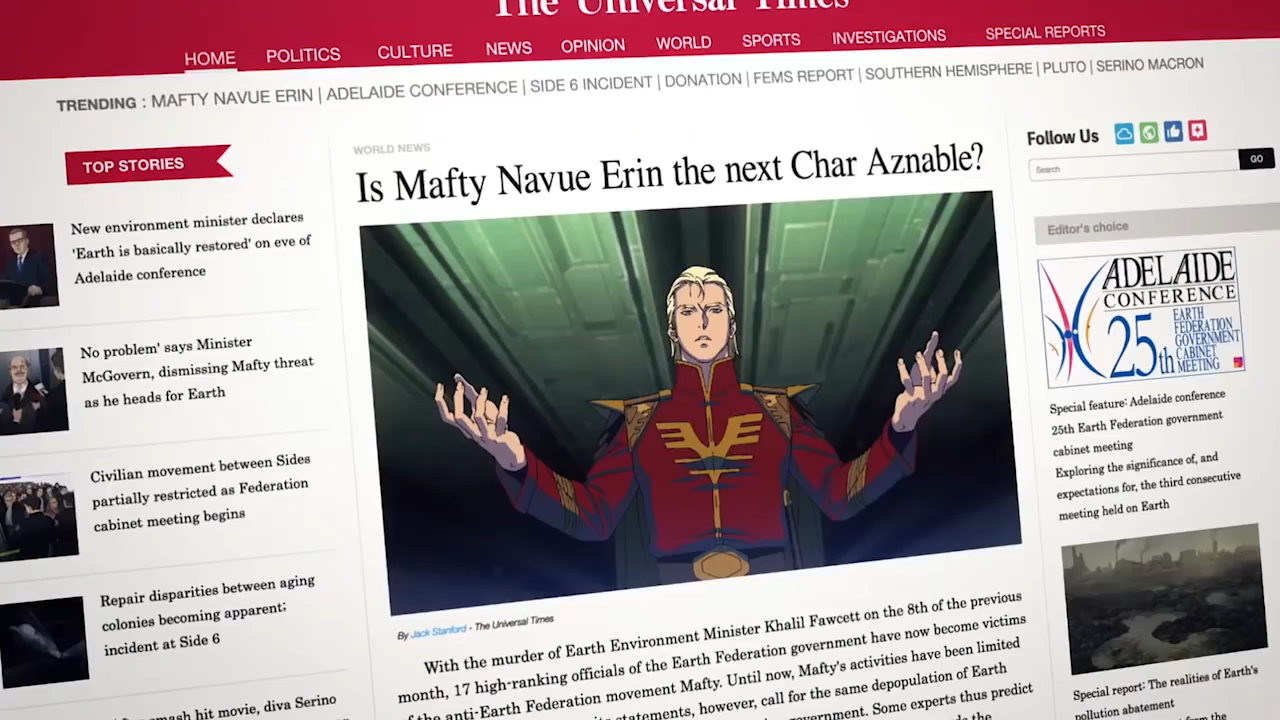 The Universal Times
HOME POLITICS CULTURE NEWS OPINION WORLD SPORTS INVESTIGATIONS SPECIAL REPORTS
TRENDING : MAFTY NAVUE ERIN | ADELAIDE CONFERENCE | SIDE 6 INCIDENT | DONATION | FEMS REPORT | SOUTHERN HEMISPHERE | PLUTO | SERINO MACRON
TOP STORIES
New environment minister declares
'Earth is basically restored' on eve of
Adelaide conference
No problem' says Minister
McGovern, dismissing Mafty threat
as he heads for Earth
Civilian movement between Sides
partially restricted as Federation
cabinet meeting begins
Repair disparities between aging
colonies becoming apparent;
incident at Side 6
smash hit movie, diva Serino
WORLD NEWS
Is Mafty Navue Erin the next Char Aznable?
By Jack Stanford - The Universal Times
With the murder of Earth Environment Minister Khalil Fawcett on the 8th of the previous
month, 17 high-ranking officials of the Earth Federation government have now become victims
of the anti-Earth Federation movement Mafty. Until now, Mafty's activities have been limited
statements, however, call for the same depopulation of Earth
government. Some experts thus predict
the
Follow Us
Search
GO
Editor's choice
ADELAIDE
CONFERENCE
25th
EARTH
FEDERATION
GOVERNMENT
CABINET
MEETING
Special feature: Adelaide conference
25th Earth Federation government
cabinet meeting
Exploring the significance of, and
expectations for, the third consecutive
meeting held on Earth
Special report: The realities of Earth's
pollution abatement
from the